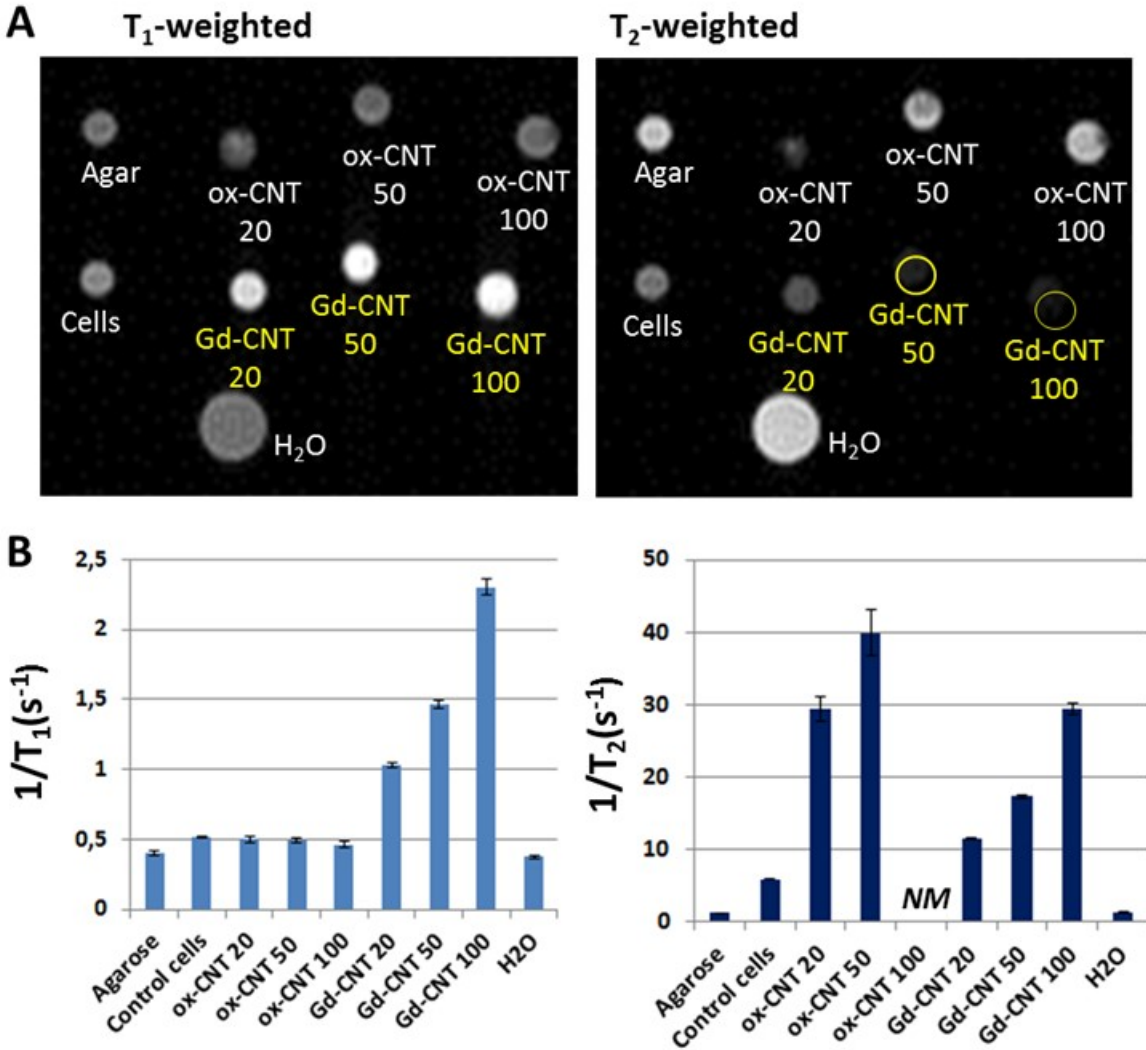 A
T1-weighted
T2-weighted
Agar
ox-CNT
20
ox-CNT
50
ox-CNT
100
Cells
Gd-CNT
20
Gd-CNT
50
Gd-CNT
100
H2O
Agar
ox-CNT
20
ox-CNT
50
ox-CNT
100
Cells
Gd-CNT
20
Gd-CNT
50
Gd-CNT
100
H2O
B
1/T1(s-1)
2,5
2
1,5
1
0,5
0
Agarose
Control cells
ox-CNT 20
ox-CNT 50
ox-CNT 100
Gd-CNT 20
Gd-CNT 50
Gd-CNT 100
H2O
1/T2(s-1)
50
40
30
20
10
0
NM
Agarose
Control cells
ox-CNT 20
ox-CNT 50
ox-CNT 100
Gd-CNT 20
Gd-CNT 50
Gd-CNT 100
H2O